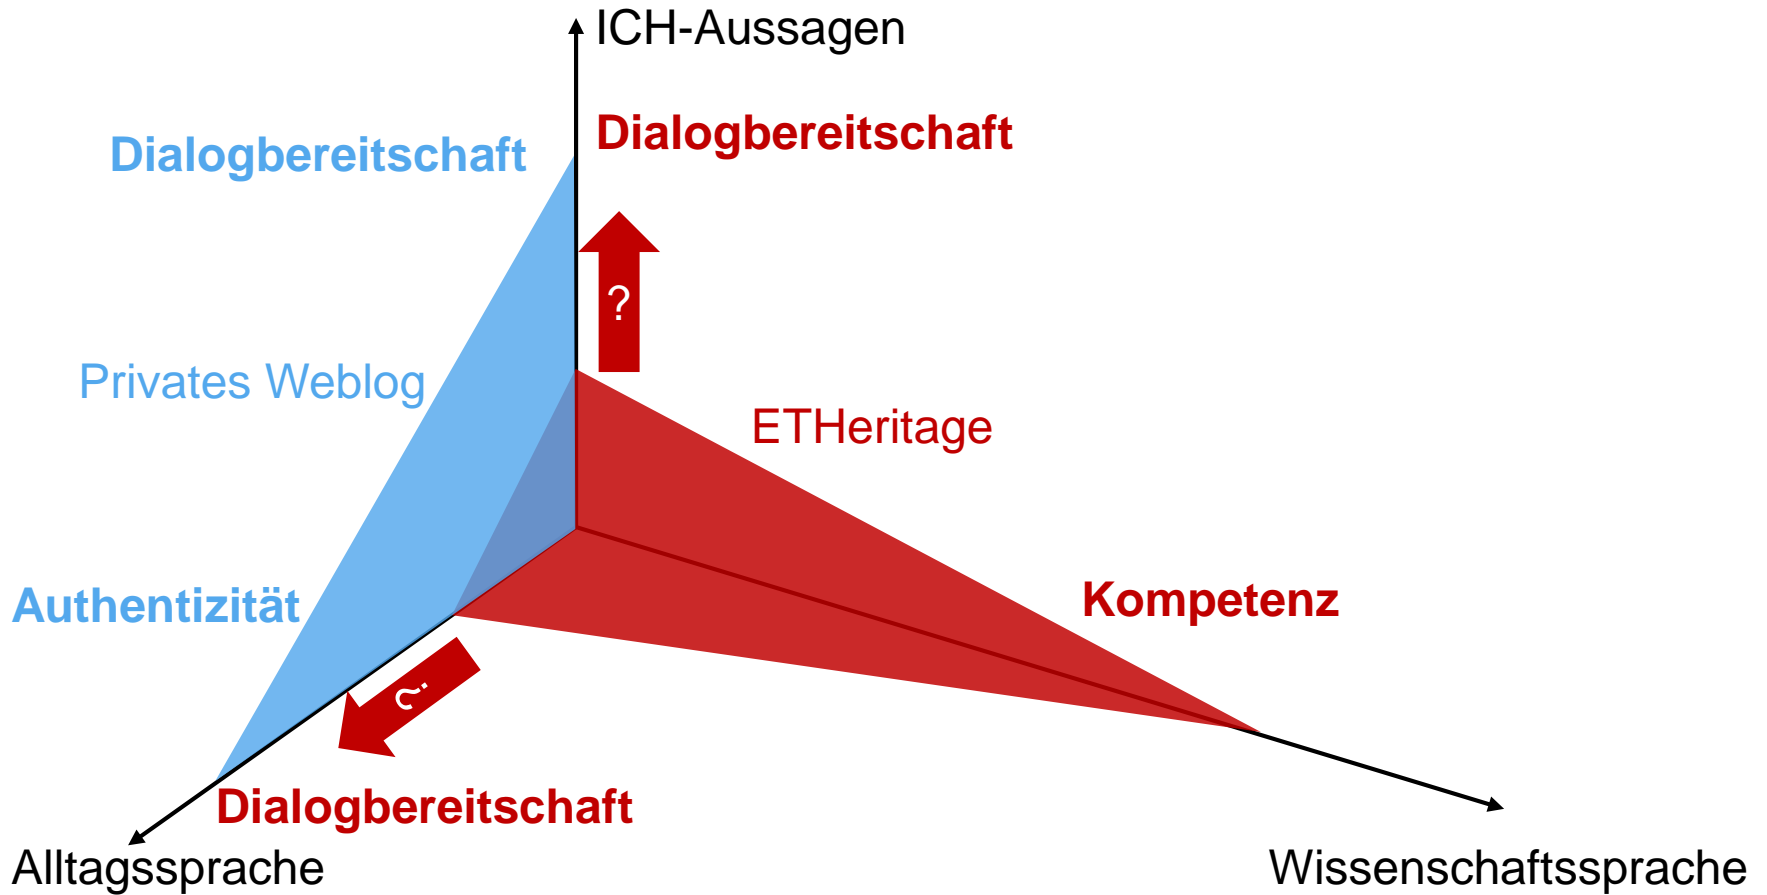 ICH-Aussagen
Dialogbereitschaft
Dialogbereitschaft
?
Privates Weblog
ETHeritage
Authentizität
Kompetenz
?
Dialogbereitschaft
Alltagssprache
Wissenschaftssprache